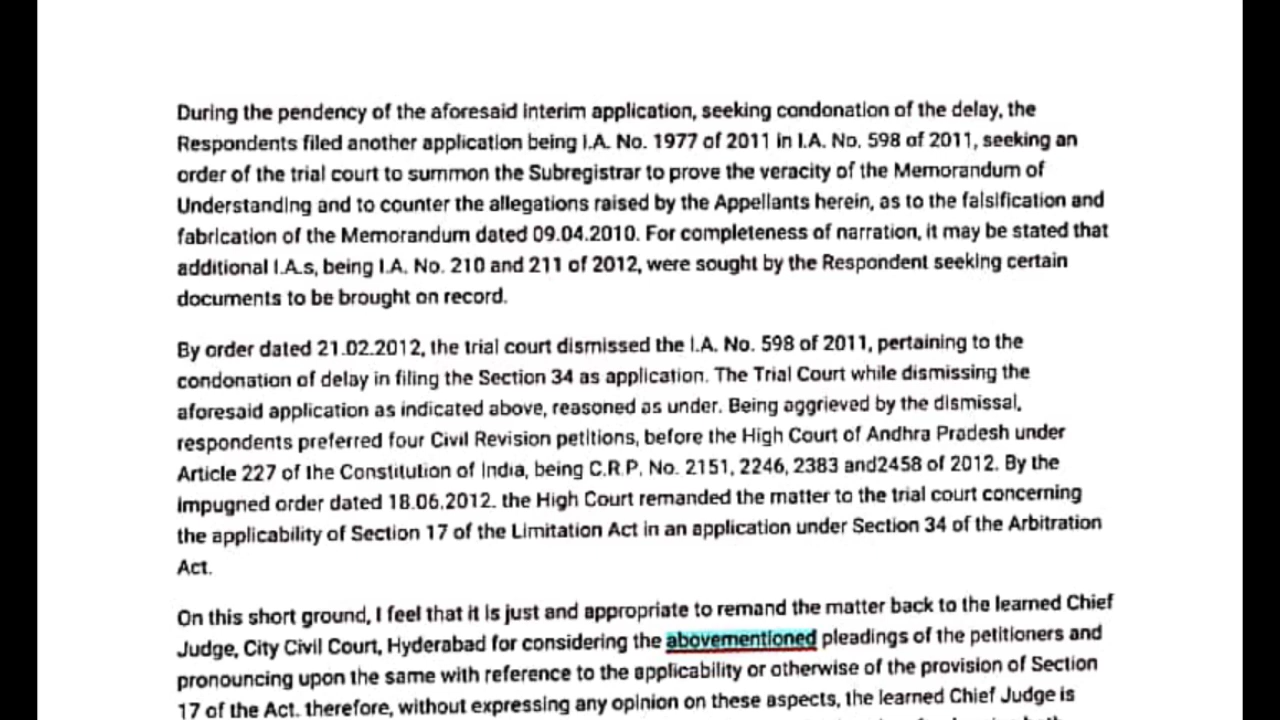 During the pendency of the aforesaid interim application, seeking condonation of the delay, the
Respondents filed another application being I.A. No. 1977 of 2011 in I.A. No. 598 of 2011, seeking an
order of the trial court to summon the Subregistrar to prove the veracity of the Memorandum of
Understanding and to counter the allegations raised by the Appellants herein, as to the falsification and
fabrication of the Memorandum dated 09.04.2010. For completeness of narration, it may be stated that
additional I.A.s, being I.A. No. 210 and 211 of 2012, were sought by the Respondent seeking certain
documents to be brought on record.
By order dated 21.02.2012, the trial court dismissed the I.A. No. 598 of 2011, pertaining to the
condonation of delay in filing the Section 34 as application. The Trial Court while dismissing the
aforesaid application as indicated above, reasoned as under. Being aggrieved by the dismissal,
respondents preferred four Civil Revision petitions, before the High Court of Andhra Pradesh under
Article 227 of the Constitution of India, being C.R.P. No. 2151, 2246, 2383 and2458 of 2012. By the
impugned order dated 18.06.2012. the High Court remanded the matter to the trial court concerning
the applicability of Section 17 of the Limitation Act in an application under Section 34 of the Arbitration
Act.
On this short ground, I feel that it is just and appropriate to remand the matter back to the learned Chief
Judge, City Civil Court, Hyderabad for considering the abovementioned pleadings of the petitioners and
pronouncing upon the same with reference to the applicability or otherwise of the provision of Section
17 of the Act. therefore, without expressing any opinion on these aspects, the learned Chief Judge is